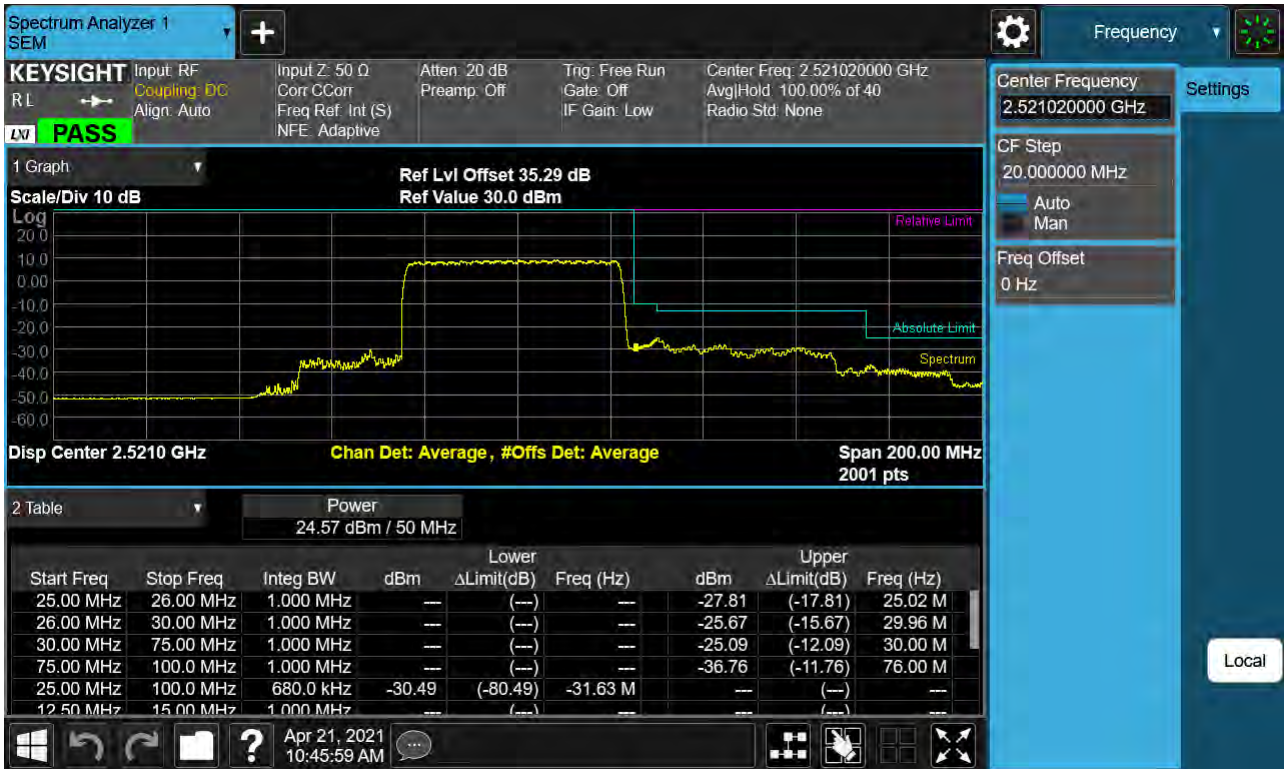 Spectrum Analyzer 1
SEM
+
Frequency
KEYSIGHT
R L
LXI
PASS
Input: RF
Coupling: DC
Align: Auto
Input Z: 50 Ω
Corr CCorr
Freq Ref: Int (S)
NFE: Adaptive
Atten: 20 dB
Preamp: Off
Trig: Free Run
Gate: Off
IF Gain: Low
Center Freq: 2.521020000 GHz
Avg|Hold: 100.00% of 40
Radio Std: None
Center Frequency
2.521020000 GHz
Settings
CF Step
20.000000 MHz
Auto
Man
Freq Offset
0 Hz
1 Graph
Scale/Div 10 dB
Ref Lvl Offset 35.29 dB
Ref Value 30.0 dBm
Log
20.0
10.0
0.00
-10.0
-20.0
-30.0
-40.0
-50.0
-60.0
Relative Limit
Absolute Limit
Spectrum
Disp Center 2.5210 GHz
Chan Det: Average, #Offs Det: Average
Span 200.00 MHz
2001 pts
2 Table
Power
24.57 dBm / 50 MHz
Lower Upper
Start Freq Stop Freq Integ BW dBm ΔLimit(dB) Freq (Hz) dBm ΔLimit(dB) Freq (Hz)
25.00 MHz 26.00 MHz 1.000 MHz --- (---) --- -27.81 (-17.81) 25.02 M
26.00 MHz 30.00 MHz 1.000 MHz --- (---) --- -25.67 (-15.67) 29.96 M
30.00 MHz 75.00 MHz 1.000 MHz --- (---) --- -25.09 (-12.09) 30.00 M
75.00 MHz 100.0 MHz 1.000 MHz --- (---) --- -36.76 (-11.76) 76.00 M
25.00 MHz 100.0 MHz 680.0 kHz -30.49 (-80.49) -31.63 M --- (---) ---
12.50 MHz 15.00 MHz 1.000 MHz --- (---) --- --- (---) ---
Local
?
Apr 21, 2021
10:45:59 AM